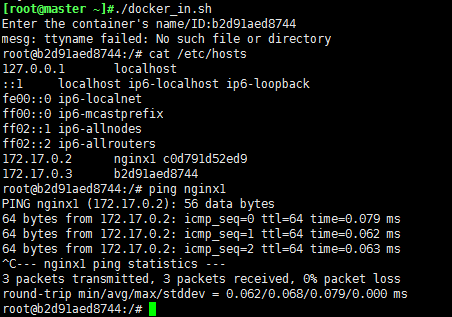 [root@master ~]#./docker_in.sh
Enter the container's name/ID:b2d91aed8744
mesg: ttyname failed: No such file or directory
root@b2d91aed8744:/# cat /etc/hosts
127.0.0.1       localhost
::1     localhost ip6-localhost ip6-loopback
fe00::0 ip6-localnet
ff00::0 ip6-mcastprefix
ff02::1 ip6-allnodes
ff02::2 ip6-allrouters
172.17.0.2      nginx1 c0d791d52ed9
172.17.0.3      b2d91aed8744
root@b2d91aed8744:/# ping nginx1
PING nginx1 (172.17.0.2): 56 data bytes
64 bytes from 172.17.0.2: icmp_seq=0 ttl=64 time=0.079 ms
64 bytes from 172.17.0.2: icmp_seq=1 ttl=64 time=0.062 ms
64 bytes from 172.17.0.2: icmp_seq=2 ttl=64 time=0.063 ms
^C--- nginx1 ping statistics ---
3 packets transmitted, 3 packets received, 0% packet loss
round-trip min/avg/max/stddev = 0.062/0.068/0.079/0.000 ms
root@b2d91aed8744:/#